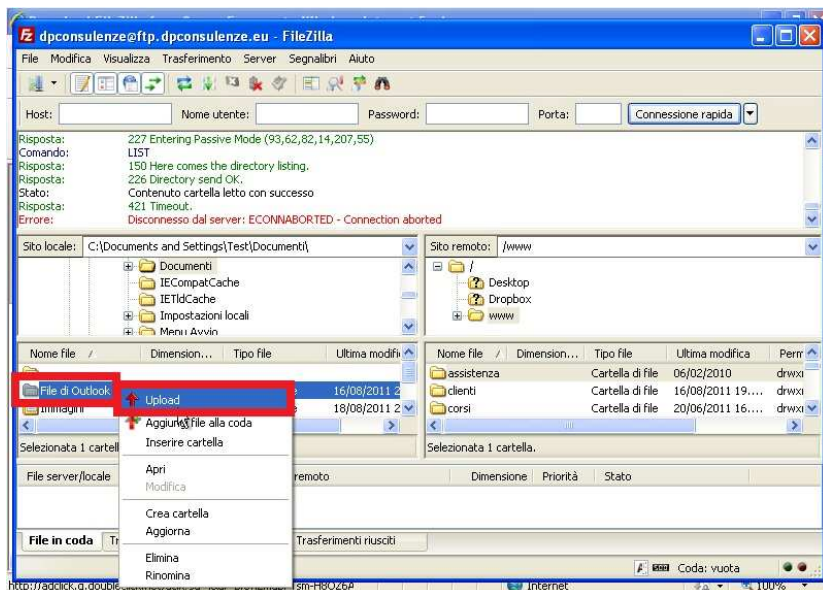 dpconsulenze@ftp.dpconsulenze.eu - FileZilla
File Modifica Visualizza Trasferimento Server Segnalibri Aiuto
Host: Nome utente: Password: Porta: Connessione rapida
Risposta: 227 Entering Passive Mode (93,62,82,14,207,55)
Comando: LIST
Risposta: 150 Here comes the directory listing.
Risposta: 226 Directory send OK.
Stato: Contenuto cartella letto con successo
Risposta: 421 Timeout.
Errore: Disconnesso dal server: ECONNABORTED - Connection aborted
Sito locale: C:\Documents and Settings\Test\Documenti\
Sito remoto: /www
Documenti
IECompatCache
IETldCache
Impostazioni locali
Menu Avvio
/
Desktop
Dropbox
www
Nome file / Dimension... Tipo file Ultima modific
File di Outlook 16/08/2011 2
Immagini 18/08/2011 2
Selezionata 1 cartell
Nome file / Dimension... Tipo file Ultima modifica Perm
assistenza Cartella di file 06/02/2010 drwx
clienti Cartella di file 16/08/2011 19.... drwx
corsi Cartella di file 20/06/2011 16.... drwx
Selezionata 1 cartella.
Upload
Aggiungi file alla coda
Inserire cartella
Apri
Modifica
Crea cartella
Aggiorna
Elimina
Rinomina
File server/locale remoto Dimensione Priorità Stato
File in coda Tr Trasferimenti riusciti
Coda: vuota
Internet 100%